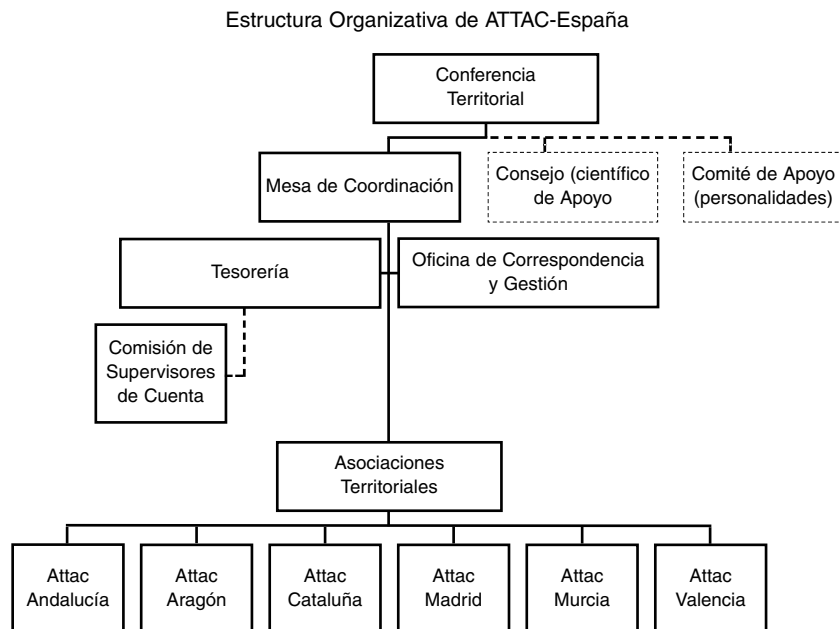 Estructura Organizativa de ATTAC-España
Conferencia
Territorial
Mesa de Coordinación
Consejo (científico
de Apoyo
Comité de Apoyo
(personalidades)
Tesorería
Oficina de Correspondencia
y Gestión
Comisión de
Supervisores
de Cuenta
Asociaciones
Territoriales
Attac
Andalucía
Attac
Aragón
Attac
Cataluña
Attac
Madrid
Attac
Murcia
Attac
Valencia